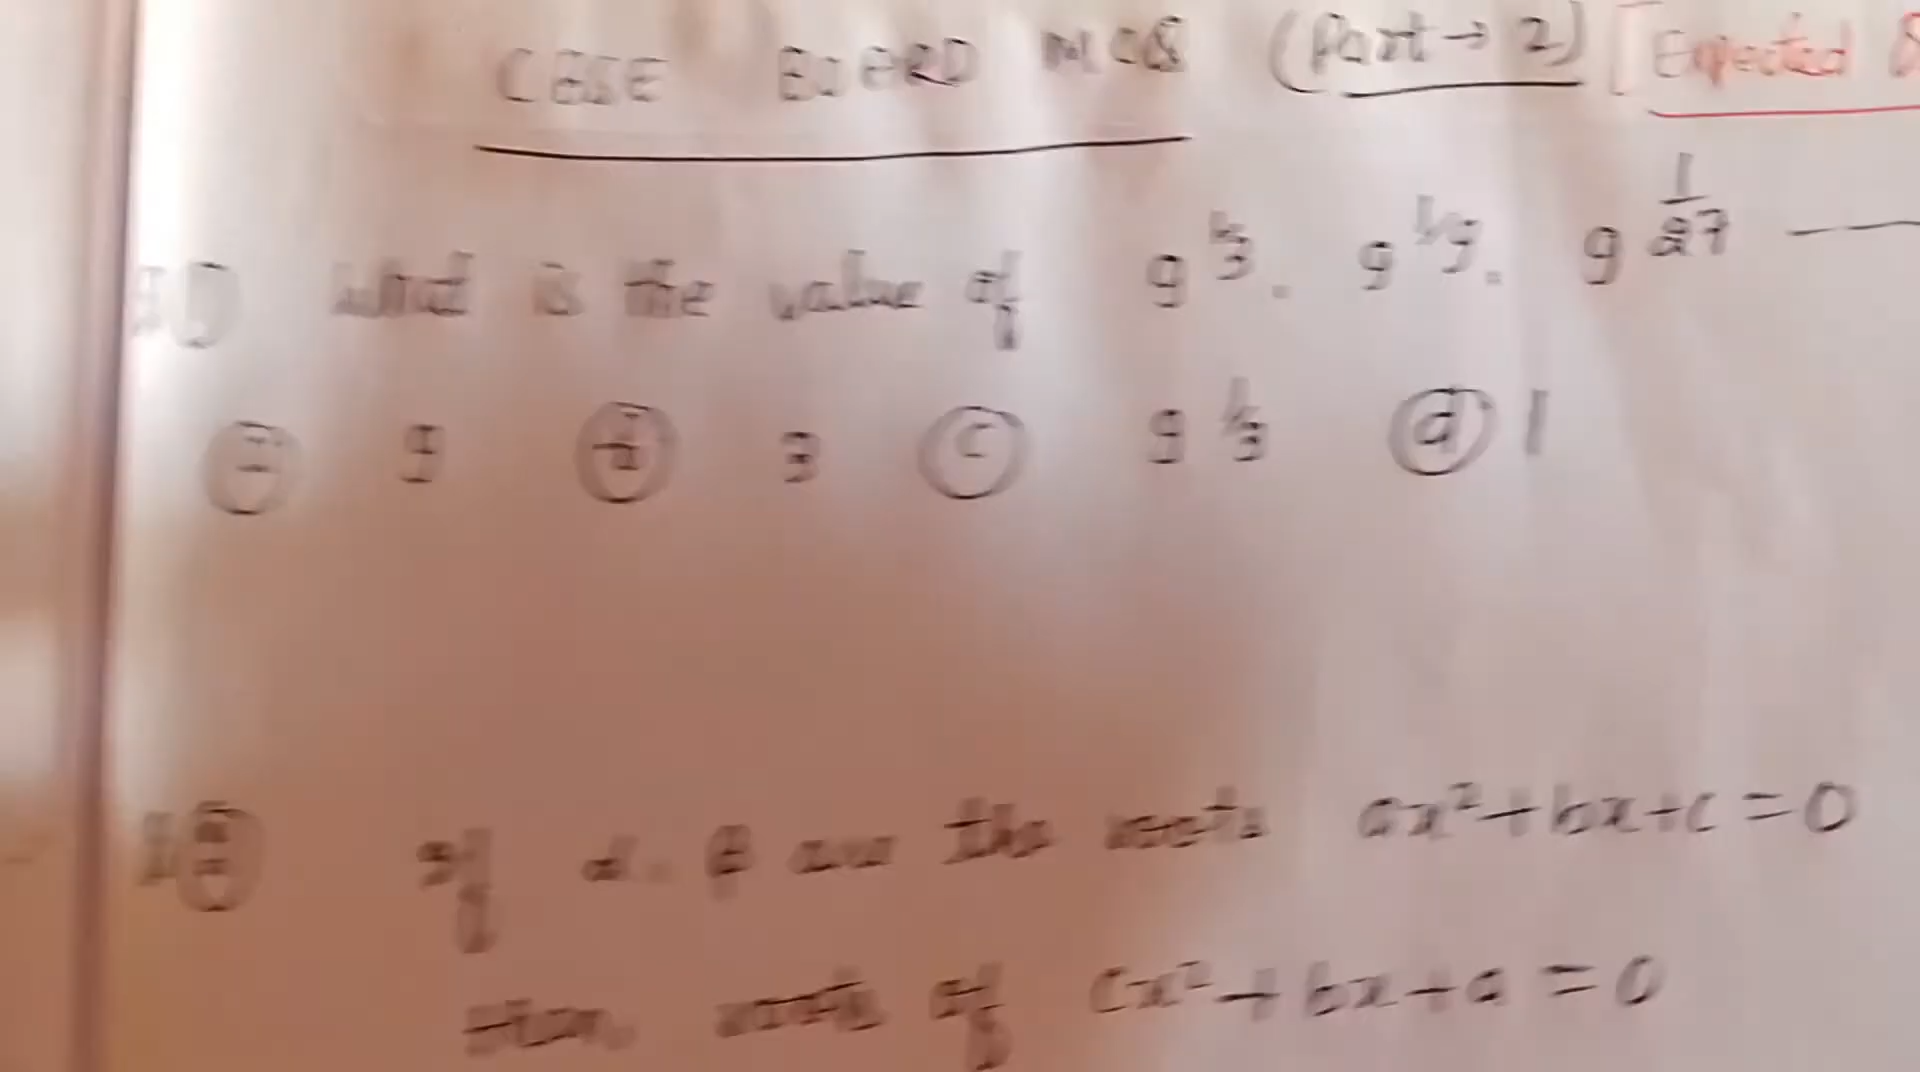 CBSE BOARD MCQ (Part → 2) [Expected
1) what is the value of 9^{1/3} . 9^{1/9} . 9^{1/27} —
(a) 9 (b) 3 (c) 9^{1/3} (d) 1
(2) If α, β are the roots ax²+bx+c=0
then roots of cx²+bx+a=0